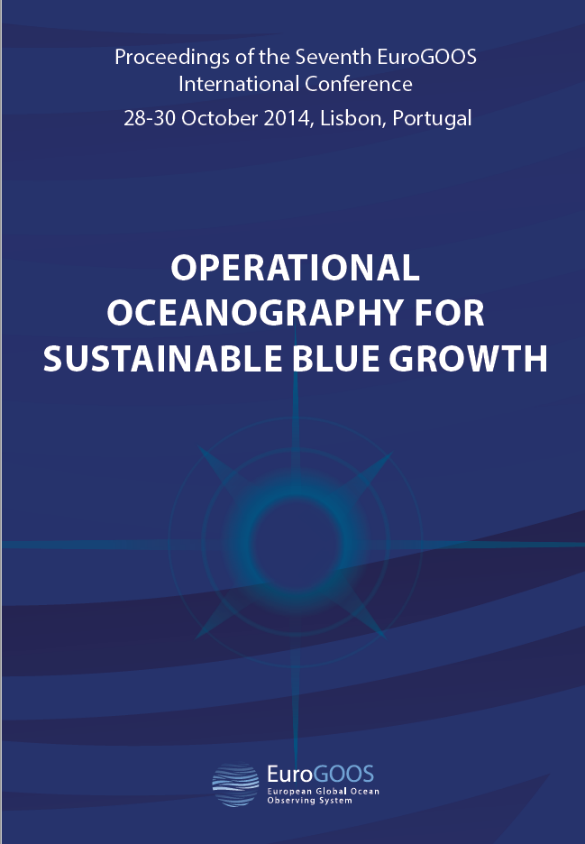 Proceedings of the Seventh EuroGOOS
International Conference
28-30 October 2014, Lisbon, Portugal
OPERATIONAL
OCEANOGRAPHY FOR
SUSTAINABLE BLUE GROWTH
EuroGOOS
European Global Ocean
Observing System